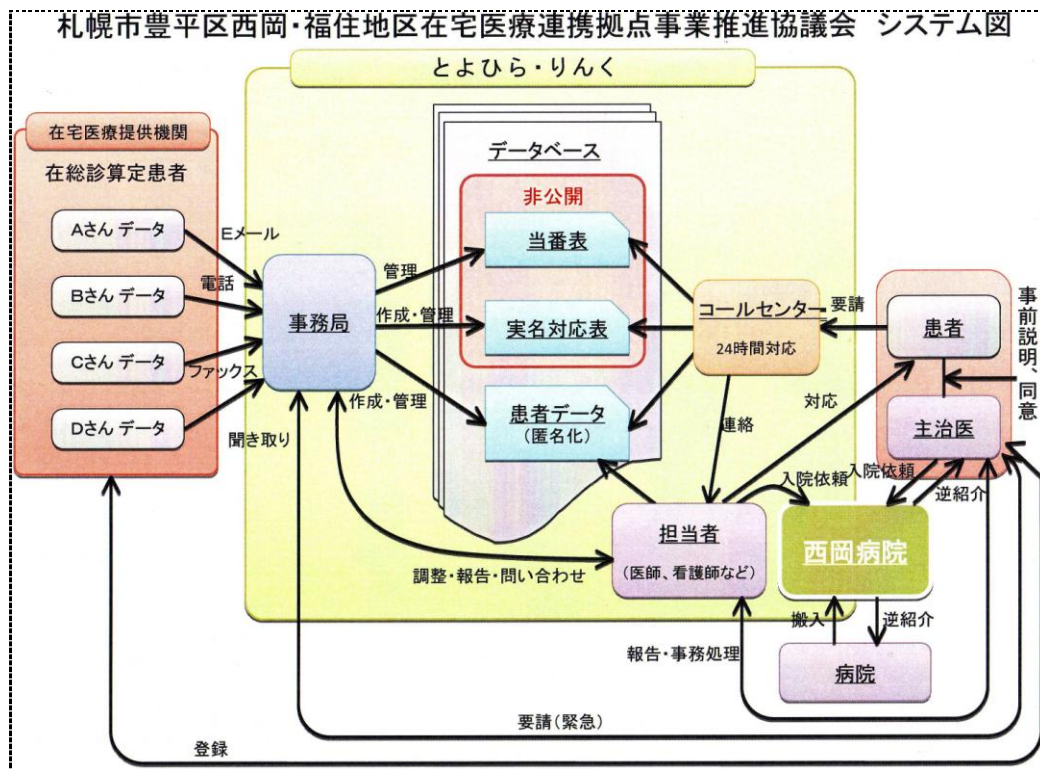 札幌市豊平区西岡・福住地区在宅医療連携拠点事業推進協議会 システム図
とよひら・りんく
在宅医療提供機関
在総診算定患者
Aさん データ
Bさん データ
Cさん データ
Dさん データ
Eメール
電話
ファックス
聞き取り
事務局
管理
作成・管理
作成・管理
データベース
非公開
当番表
実名対応表
患者データ
(匿名化)
コールセンター
24時間対応
要請
患者
事前説明、同意
主治医
対応
連絡
入院依頼
入院依頼
逆紹介
担当者
(医師、看護師など)
西岡病院
調整・報告・問い合わせ
搬入
逆紹介
報告・事務処理
病院
要請(緊急)
登録